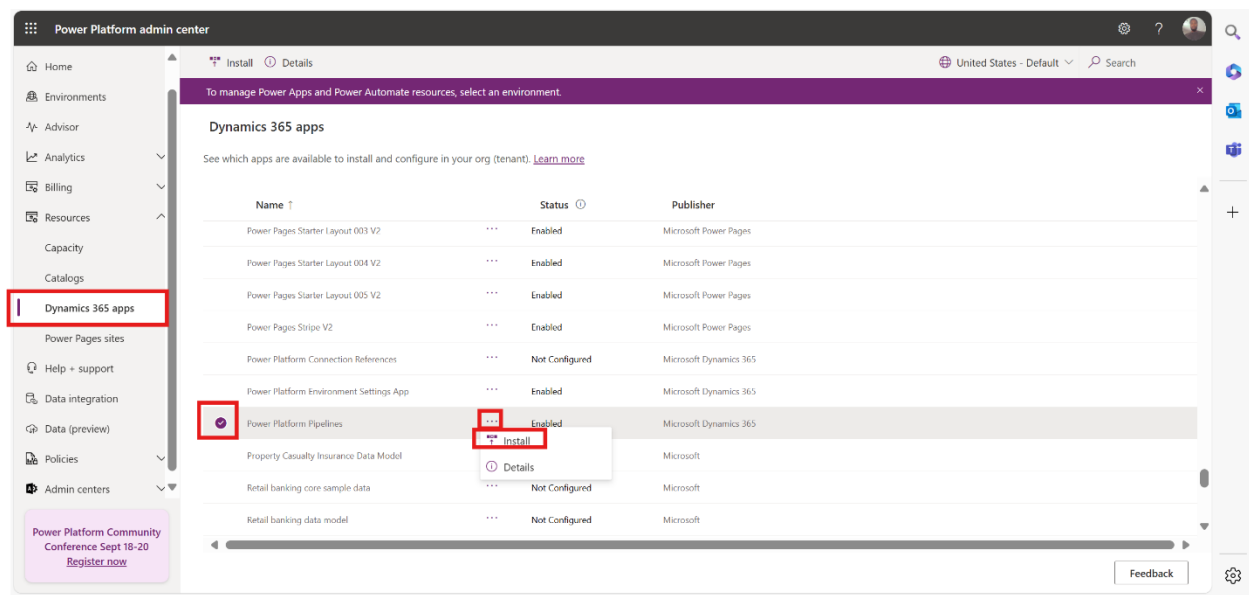 Power Platform admin center
?
Install Details
United States - Default
Search
To manage Power Apps and Power Automate resources, select an environment.
Home
Environments
Advisor
Analytics
Billing
Resources
Capacity
Catalogs
Dynamics 365 apps
Power Pages sites
Help + support
Data integration
Data (preview)
Policies
Admin centers
Power Platform Community
Conference Sept 18-20
Register now
Dynamics 365 apps
See which apps are available to install and configure in your org (tenant). Learn more
Name ↑ Status Publisher
Power Pages Starter Layout 003 V2 ... Enabled Microsoft Power Pages
Power Pages Starter Layout 004 V2 ... Enabled Microsoft Power Pages
Power Pages Starter Layout 005 V2 ... Enabled Microsoft Power Pages
Power Pages Stripe V2 ... Enabled Microsoft Power Pages
Power Platform Connection References ... Not Configured Microsoft Dynamics 365
Power Platform Environment Settings App ... Enabled Microsoft Dynamics 365
Power Platform Pipelines ... Enabled Microsoft Dynamics 365
Install
Property Casualty Insurance Data Model Microsoft
Details
Retail banking core sample data ... Not Configured Microsoft
Retail banking data model ... Not Configured Microsoft
Feedback